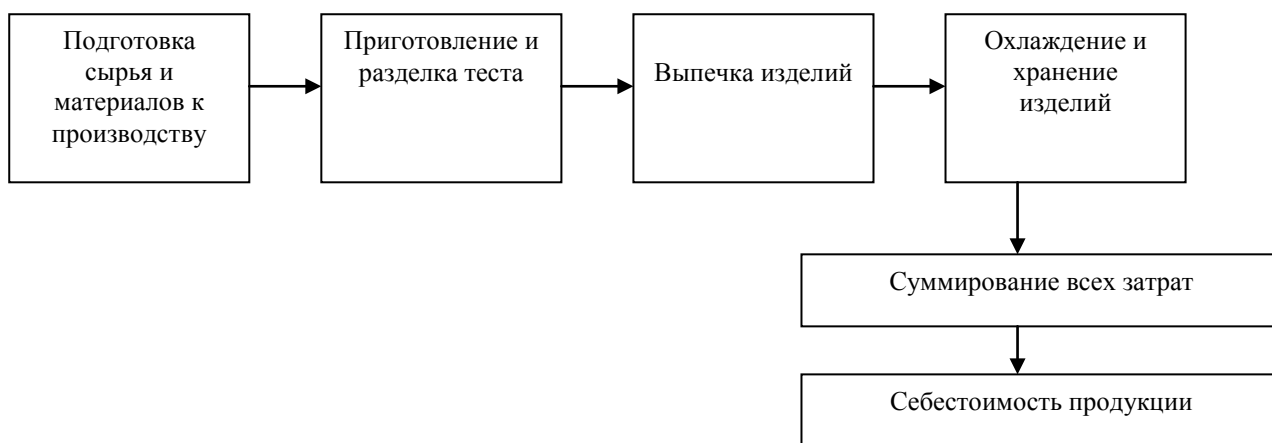 Подготовка
сырья и
материалов к
производству
Приготовление и
разделка теста
Выпечка изделий
Охлаждение и
хранение
изделий
Суммирование всех затрат
Себестоимость продукции